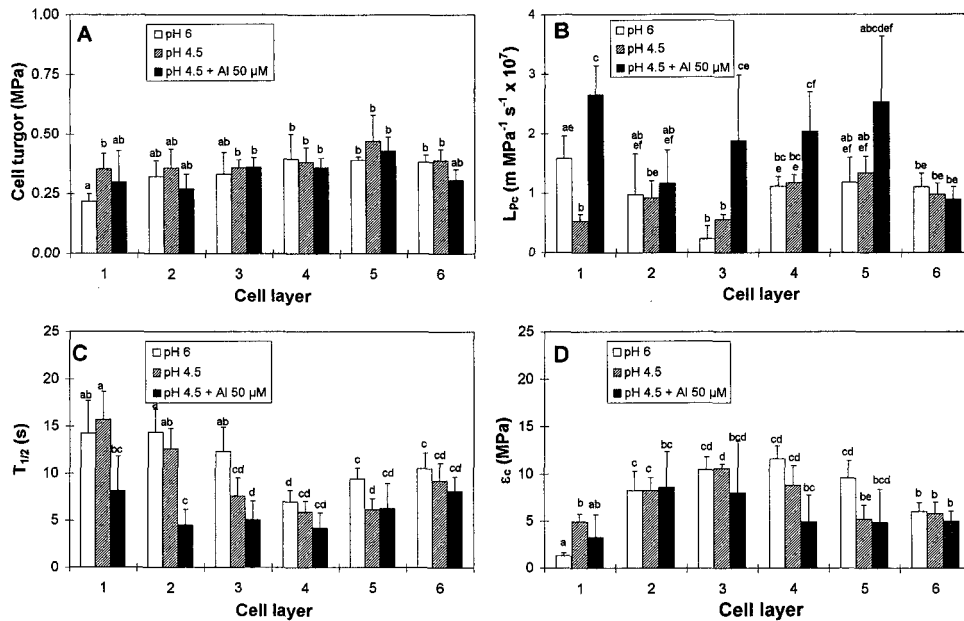 A
pH 6
pH 4.5
pH 4.5 + Al 50 µM
Cell turgor (MPa)
1.00
0.75
0.50
0.25
0.00
a b ab
ab ab ab
ab b b
b b b
b b b
b b ab
1 2 3 4 5 6
Cell layer
B
pH 6
pH 4.5
pH 4.5 + Al 50 µM
L_Pc (m MPa⁻¹ s⁻¹ x 10⁷)
4
3
2
1
0
ae b c
ab ef be ab ef
b b ce
bc e bc e cf
ab ef ab ef abcdef
be be be
1 2 3 4 5 6
Cell layer
C
pH 6
pH 4.5
pH 4.5 + Al 50 µM
T₁/₂ (s)
25
20
15
10
5
0
ab a bc
a ab c
ab cd d
cd cd cd
c d cd
c cd cd
1 2 3 4 5 6
Cell layer
D
pH 6
pH 4.5
pH 4.5 + Al 50 µM
ε_c (MPa)
25
20
15
10
5
0
a b ab
c c bc
cd d bcd
cd cd bc
cd be bcd
b b b
1 2 3 4 5 6
Cell layer